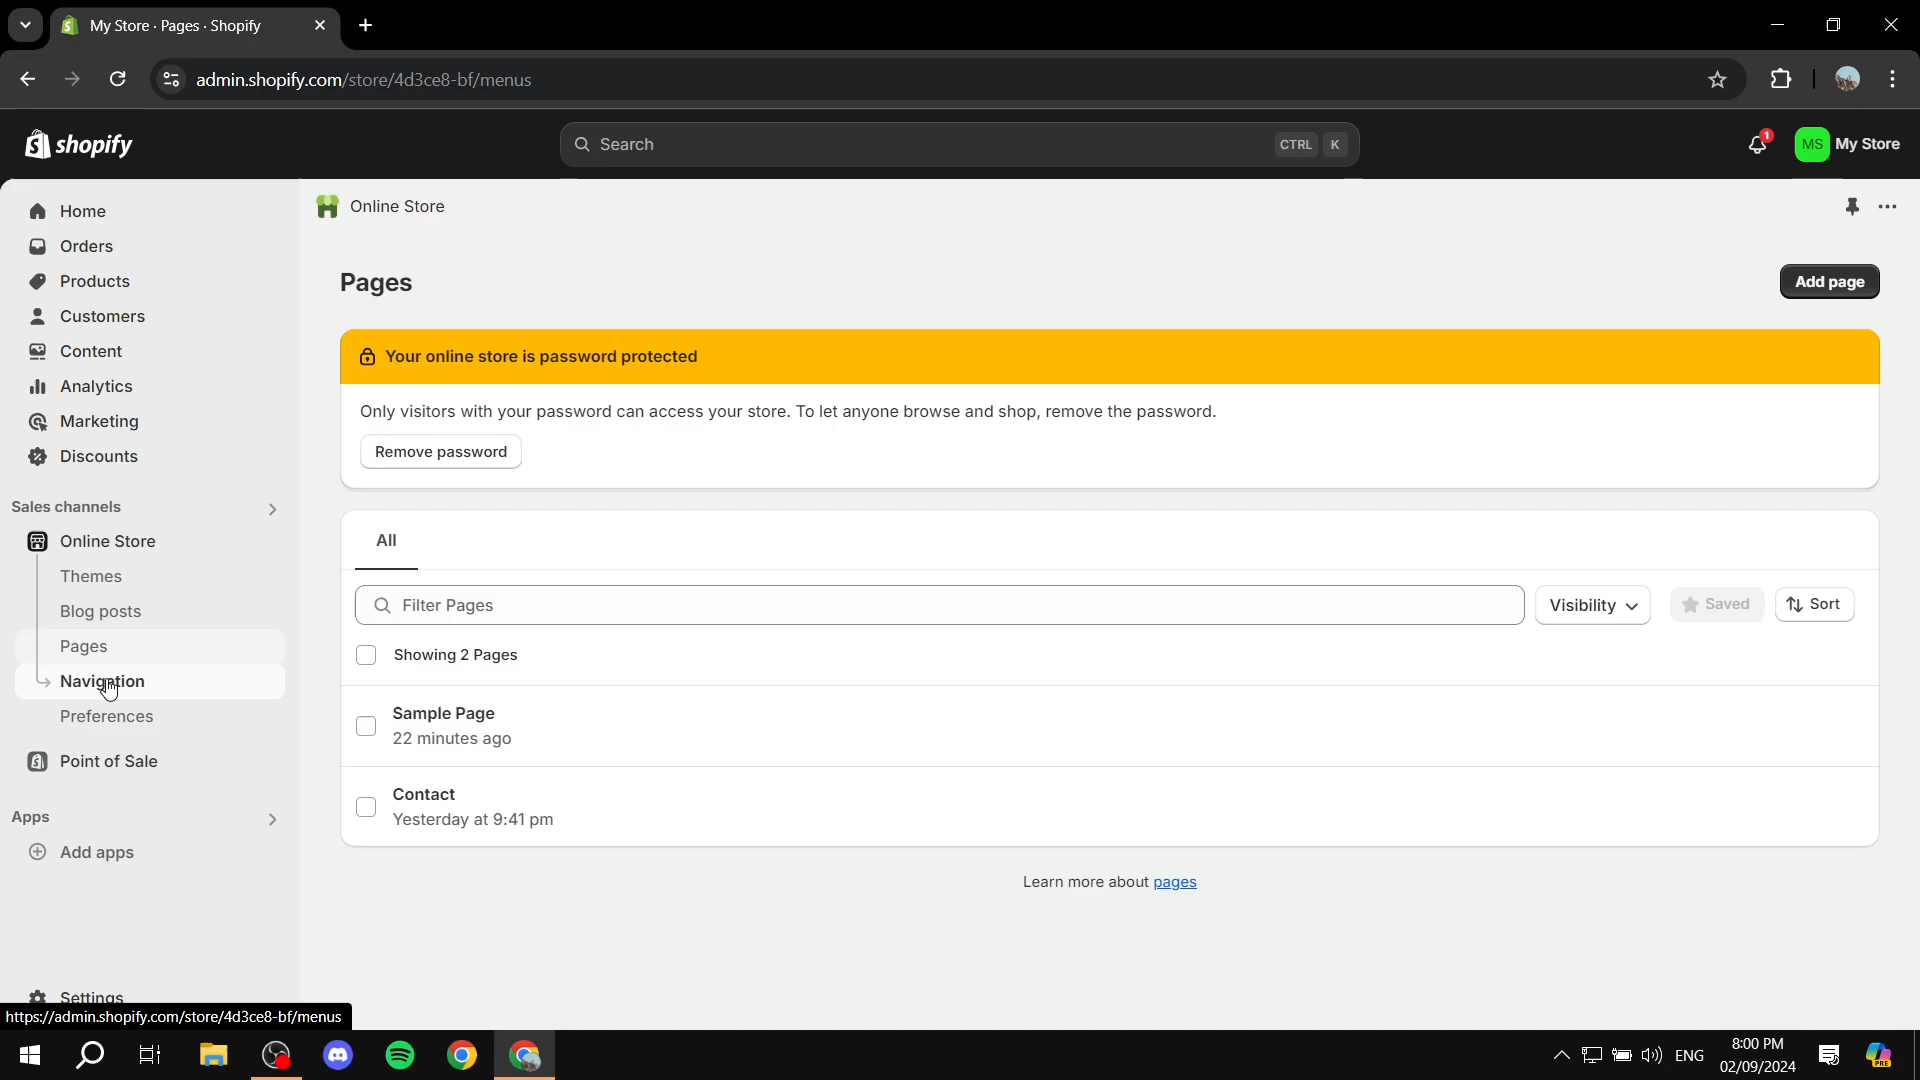 My Store · Pages · Shopify
admin.shopify.com/store/4d3ce8-bf/menus
shopify
Search
CTRL K
1
MS My Store
Home
Orders
Products
Customers
Content
Analytics
Marketing
Discounts
Sales channels
Online Store
Themes
Blog posts
Pages
Navigation
Preferences
Point of Sale
Apps
Add apps
Settings
https://admin.shopify.com/store/4d3ce8-bf/menus
Online Store
Pages
Add page
Your online store is password protected
Only visitors with your password can access your store. To let anyone browse and shop, remove the password.
Remove password
All
Filter Pages
Visibility
Saved
Sort
Showing 2 Pages
Sample Page
22 minutes ago
Contact
Yesterday at 9:41 pm
Learn more about pages
ENG
8:00 PM
02/09/2024
PRE